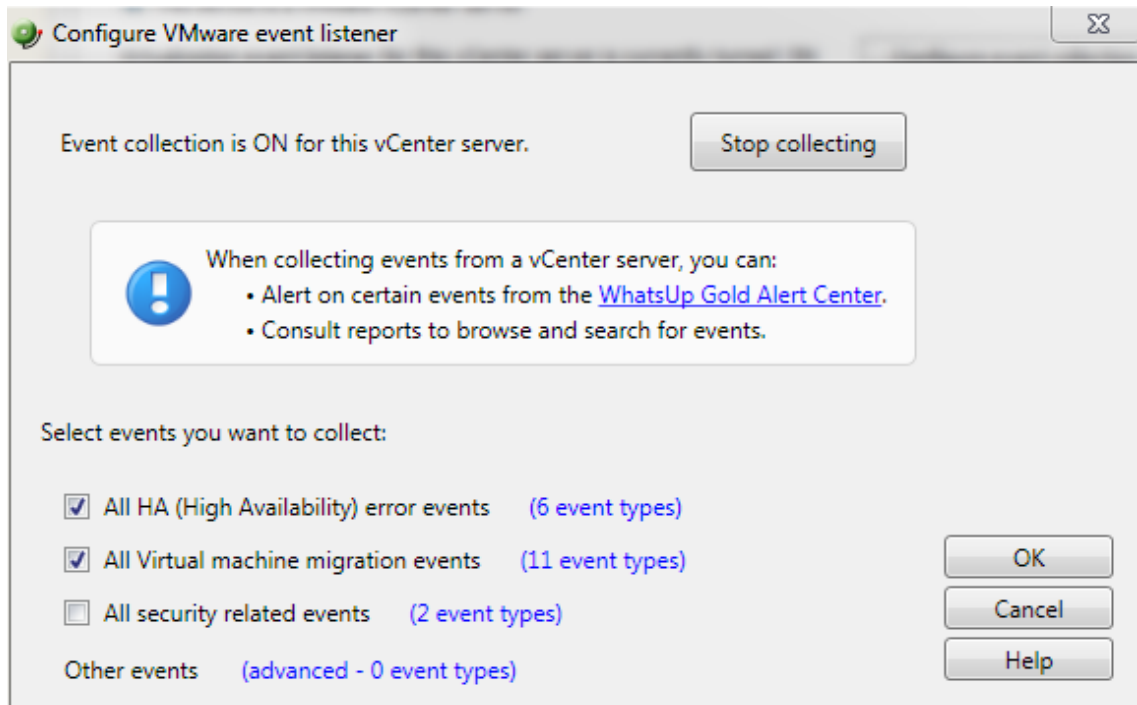 Configure VMware event listener
Event collection is ON for this vCenter server.
Stop collecting
When collecting events from a vCenter server, you can:
• Alert on certain events from the WhatsUp Gold Alert Center.
• Consult reports to browse and search for events.
Select events you want to collect:
All HA (High Availability) error events (6 event types)
All Virtual machine migration events (11 event types)
All security related events (2 event types)
Other events (advanced - 0 event types)
OK
Cancel
Help